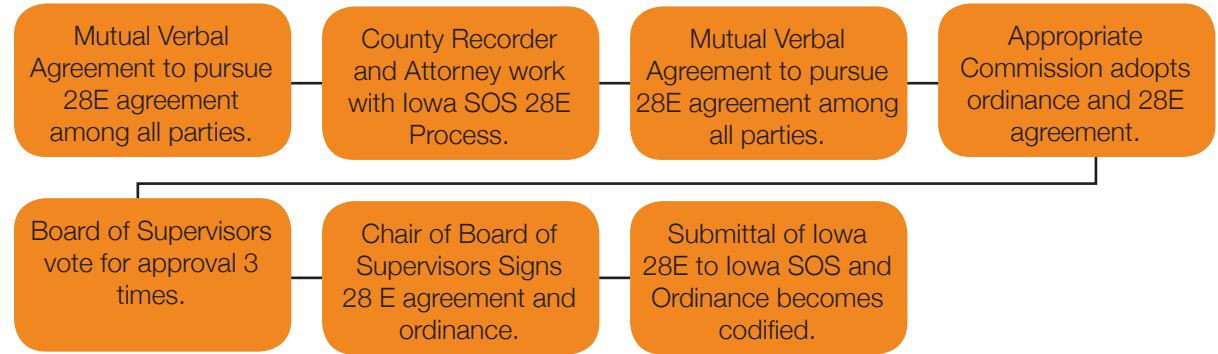 Mutual Verbal
Agreement to pursue
28E agreement
among all parties.
County Recorder
and Attorney work
with Iowa SOS 28E
Process.
Mutual Verbal
Agreement to pursue
28E agreement among
all parties.
Appropriate
Commission adopts
ordinance and 28E
agreement.
Board of Supervisors
vote for approval 3
times.
Chair of Board of
Supervisors Signs
28 E agreement and
ordinance.
Submittal of Iowa
28E to Iowa SOS and
Ordinance becomes
codified.